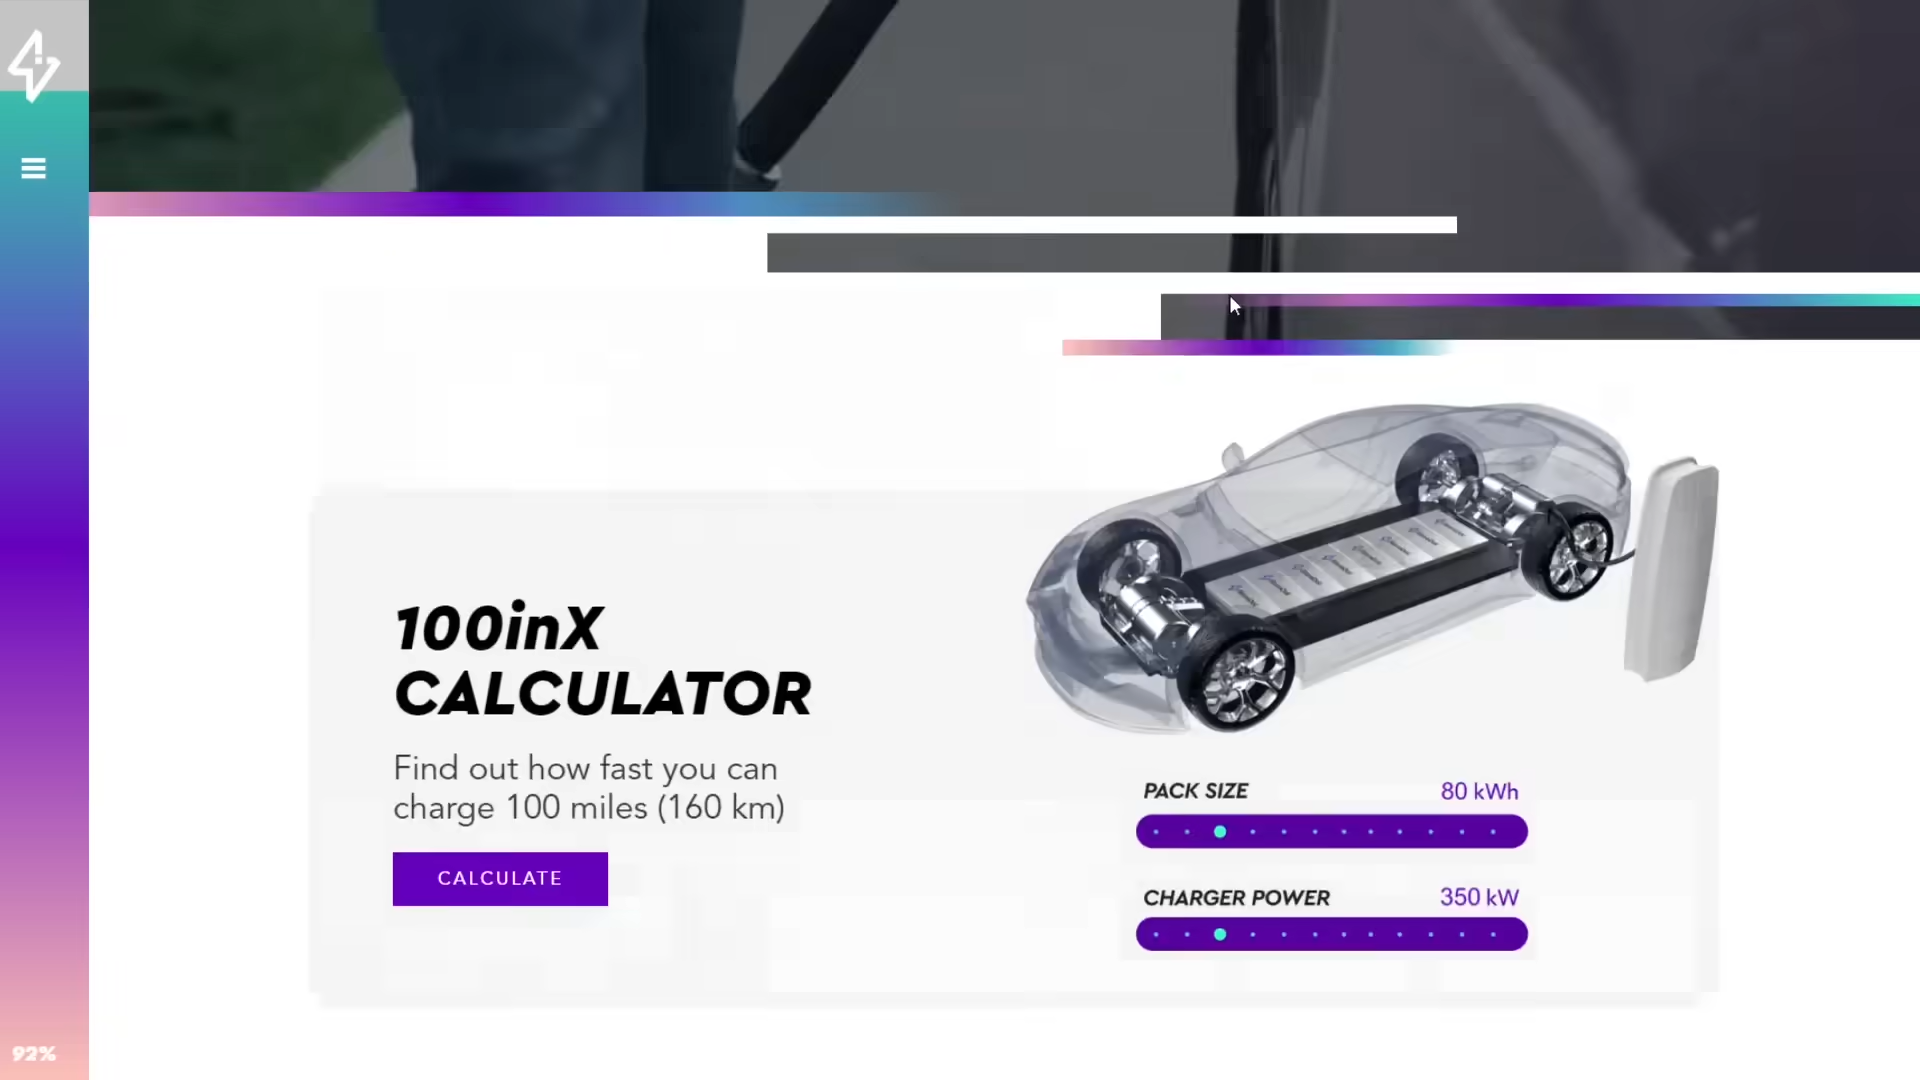 100inX
CALCULATOR
Find out how fast you can
charge 100 miles (160 km)
CALCULATE
PACK SIZE 80 kWh
CHARGER POWER 350 kW
92%